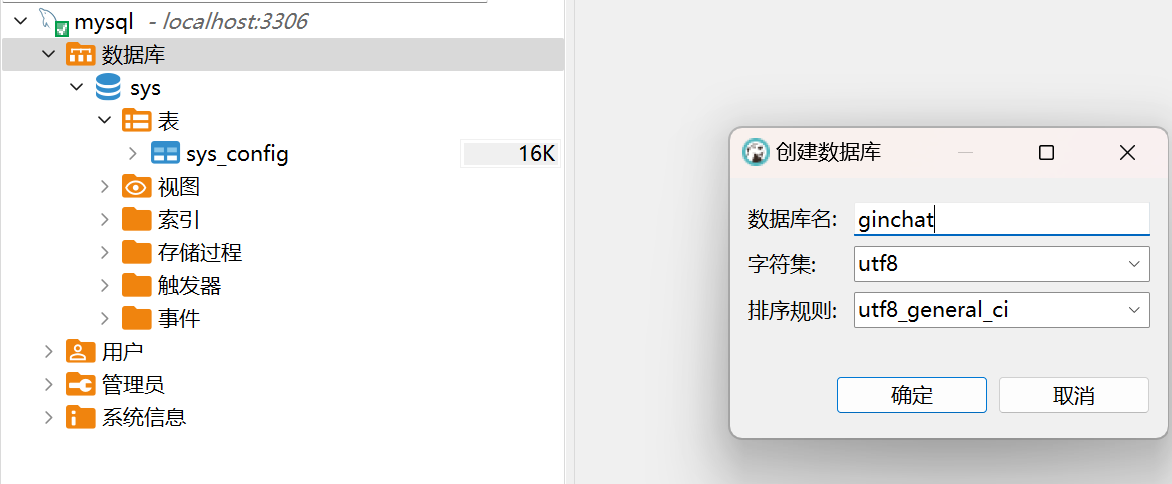 mysql - localhost:3306
数据库
sys
表
sys_config 16K
视图
索引
存储过程
触发器
事件
用户
管理员
系统信息
创建数据库
数据库名: ginchat
字符集: utf8
排序规则: utf8_general_ci
确定 取消